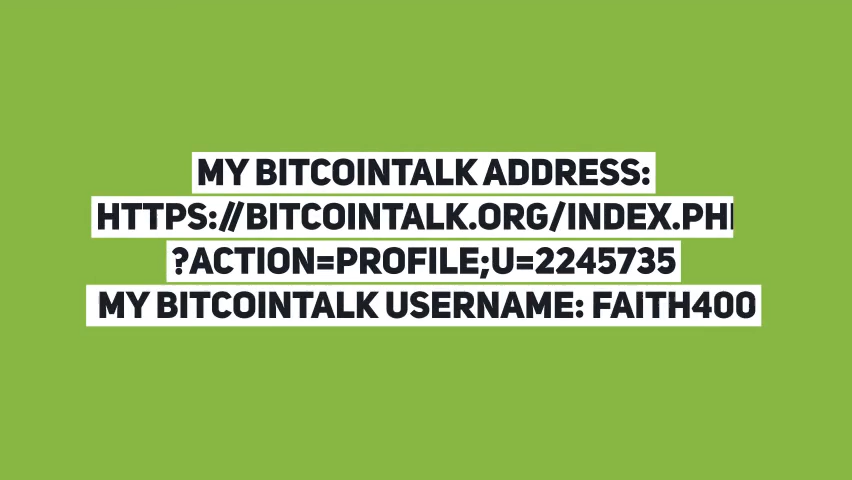 MY BITCOINTALK ADDRESS:
HTTPS://BITCOINTALK.ORG/INDEX.PH
?ACTION=PROFILE;U=2245735
MY BITCOINTALK USERNAME: FAITH400